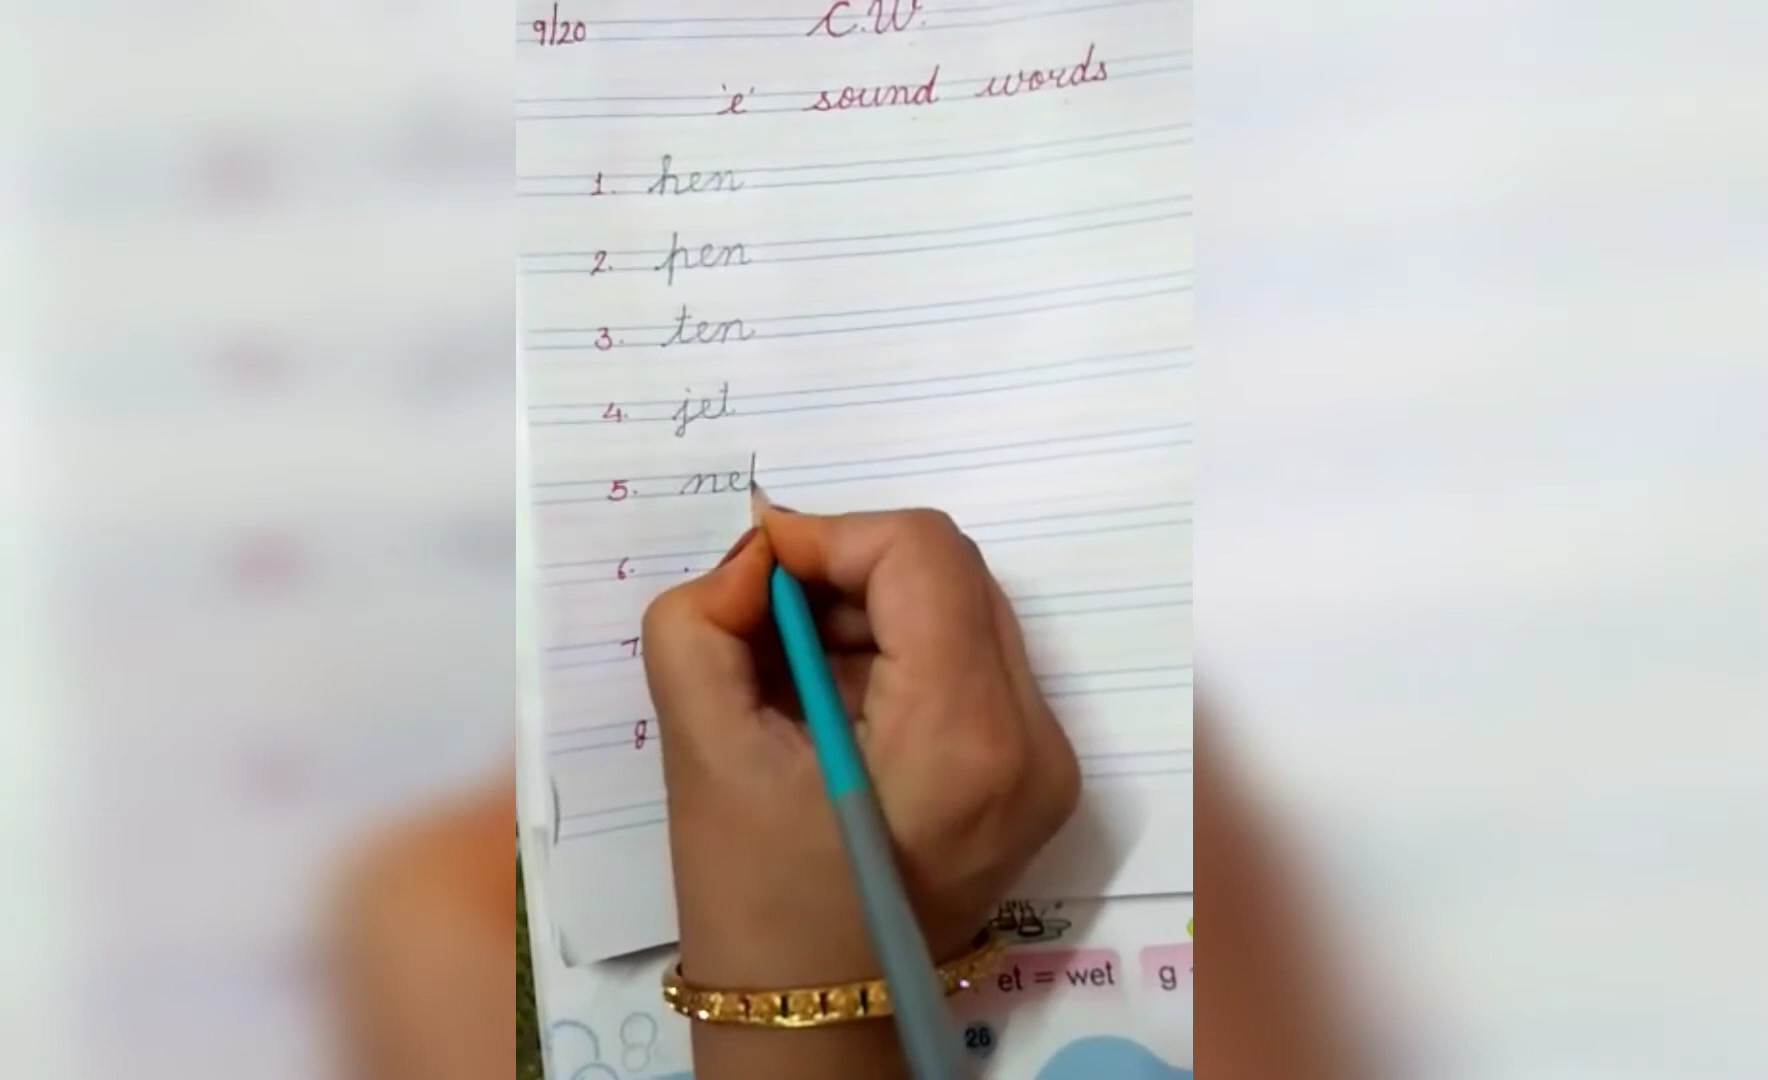 9/20
C.W.
'e' sound words
1. hen
2. pen
3. ten
4. jet
5. net
6.
7.
8
et = wet
g
26